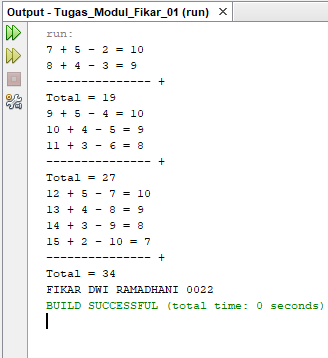 Output - Tugas_Modul_Fikar_01 (run) ×
run:
7 + 5 - 2 = 10
8 + 4 - 3 = 9
--------------- +
Total = 19
9 + 5 - 4 = 10
10 + 4 - 5 = 9
11 + 3 - 6 = 8
--------------- +
Total = 27
12 + 5 - 7 = 10
13 + 4 - 8 = 9
14 + 3 - 9 = 8
15 + 2 - 10 = 7
--------------- +
Total = 34
FIKAR DWI RAMADHANI 0022
BUILD SUCCESSFUL (total time: 0 seconds)